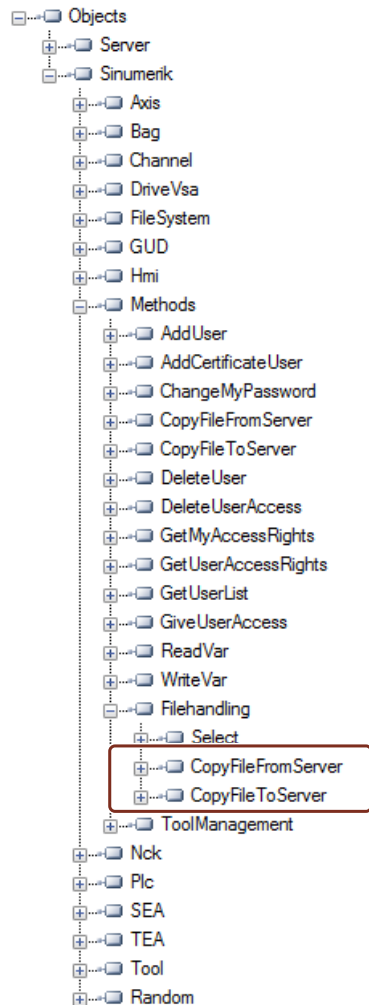 Objects
Server
Sinumerik
Axis
Bag
Channel
DriveVsa
FileSystem
GUD
Hmi
Methods
AddUser
AddCertificateUser
ChangeMyPassword
CopyFileFromServer
CopyFileToServer
DeleteUser
DeleteUserAccess
GetMyAccessRights
GetUserAccessRights
GetUserList
GiveUserAccess
ReadVar
WriteVar
Filehandling
Select
CopyFileFromServer
CopyFileToServer
ToolManagement
Nck
Plc
SEA
TEA
Tool
Random